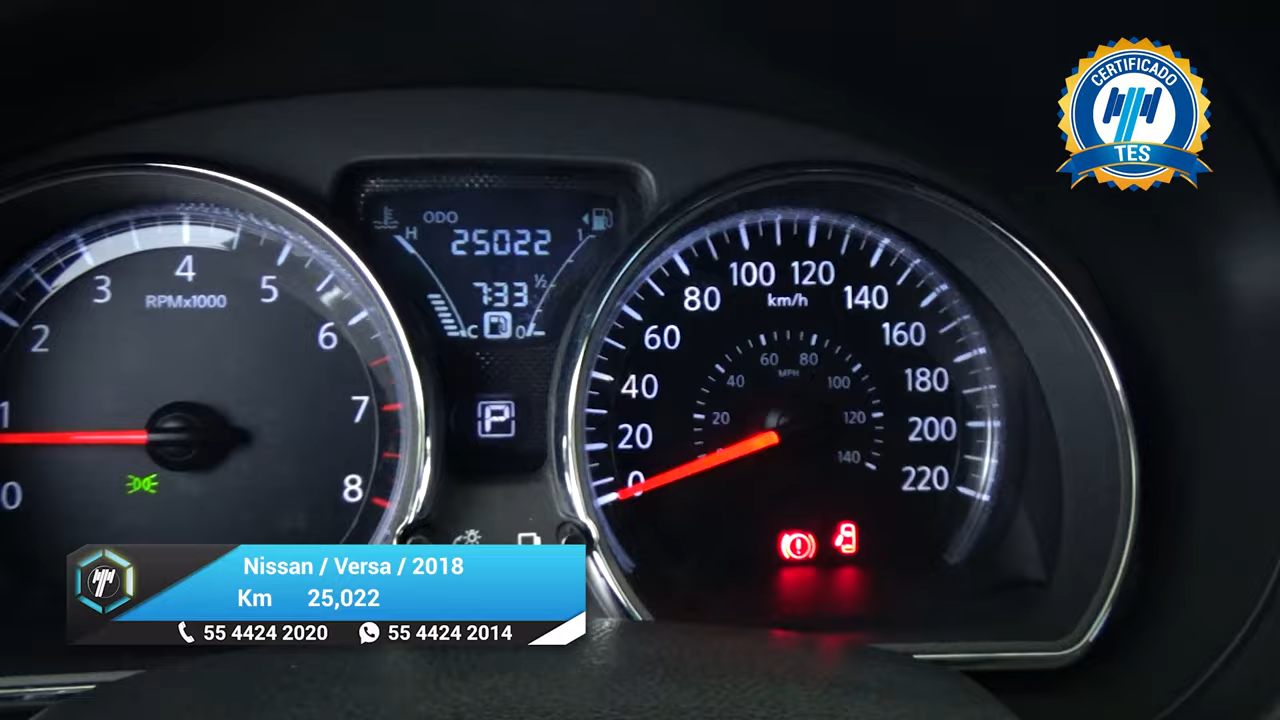 CERTIFICADO
TES
ODO
H
25022
1
1/2
7:33
C
0
P
0
1
2
3
4
5
6
7
8
RPMx1000
0
20
40
60
80
100
120
140
160
180
200
220
km/h
20
40
60
80
100
120
140
MPH
Nissan / Versa / 2018
Km 25,022
55 4424 2020 55 4424 2014